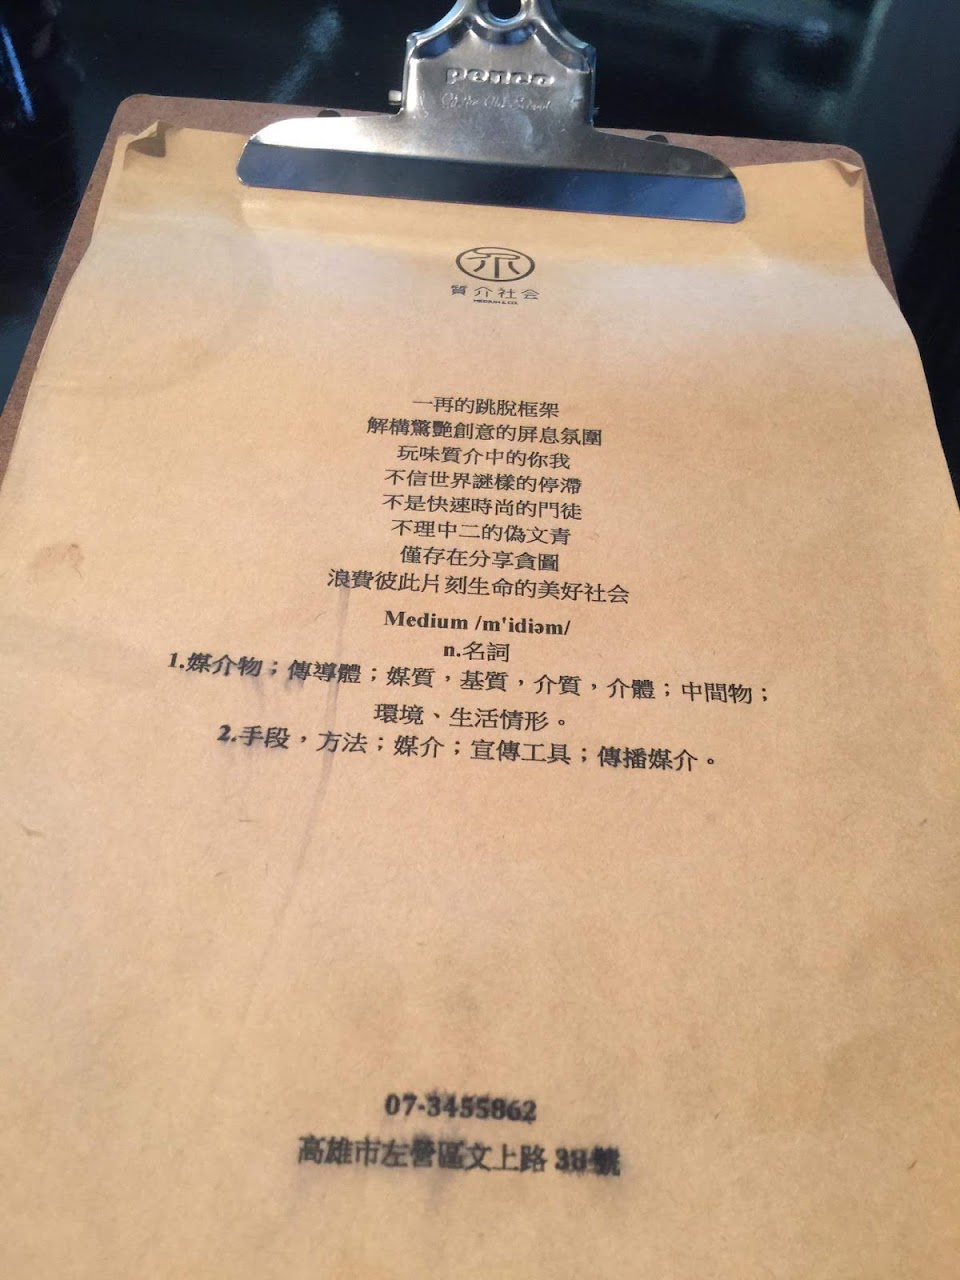 penco
質介社会
MEDIUM & CO.
一再的跳脫框架
解構驚艷創意的屏息氛圍
玩味質介中的你我
不信世界謎樣的停滯
不是快速時尚的門徒
不理中二的偽文青
僅存在分享貪圖
浪費彼此片刻生命的美好社会
Medium /m'idiəm/
n.名詞
1.媒介物；傳導體；媒質，基質，介質，介體；中間物；
環境、生活情形。
2.手段，方法；媒介；宣傳工具；傳播媒介。
07-3455862
高雄市左營區文上路